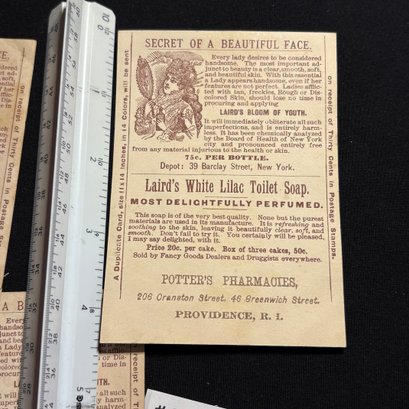 SECRET OF A BEAUTIFUL FACE.
Every lady desires to be considered
handsome. The most important ad-
junct to beauty is a clear, smooth, soft,
and beautiful skin. With this essential
a Lady appears handsome, even if her
features are not perfect. Ladies afflic-
ted with tan, freckles, Rough or Dis-
colored Skin, should lose no time in
procuring and applying
LAIRD'S BLOOM OF YOUTH.
It will immediately obliterate all such
imperfections, and is entirely harm-
less. It has been chemically analyzed
by the Board of Health of New York
city and pronounced entirely free
from any material injurious to the health or skin.
75c. PER BOTTLE.
Depot: 39 Barclay Street, New York.
Laird's White Lilac Toilet Soap.
MOST DELIGHTFULLY PERFUMED.
This soap is of the very best quality. None but the purest
materials are used in its manufacture. It is refreshing and
soothing to the skin, leaving it beautifully clear, soft, and
smooth. Don't fail to try it. You certainly will be pleased,
I may say, delighted, with it.
Price 20c. per cake. Box of three cakes, 50c.
Sold by Fancy Goods Dealers and Druggists everywhere.
POTTER'S PHARMACIES,
206 Cranston Street. 46 Greenwich Street.
PROVIDENCE, R. I.
A Duplicate Card, size 11 x 14 inches, in 14 Colors, will be sent
on receipt of Thirty Cents in Postage Stamps.